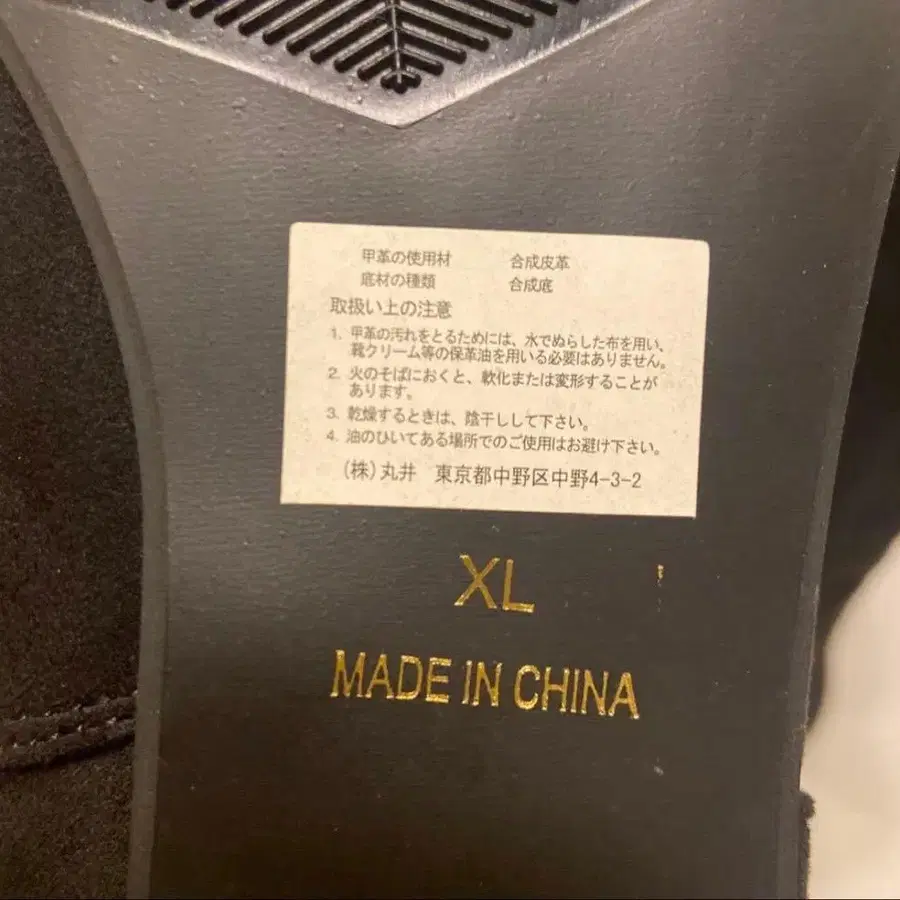 甲革の使用材 合成皮革
底材の種類 合成底
取扱い上の注意
1. 甲革の汚れをとるためには、水でぬらした布を用い、
靴クリーム等の保革油を用いる必要はありません。
2. 火のそばにおくと、軟化または変形することが
あります。
3. 乾燥するときは、陰干しして下さい。
4. 油のひいてある場所でのご使用はお避け下さい。
(株)丸井 東京都中野区中野4-3-2
XL
MADE IN CHINA